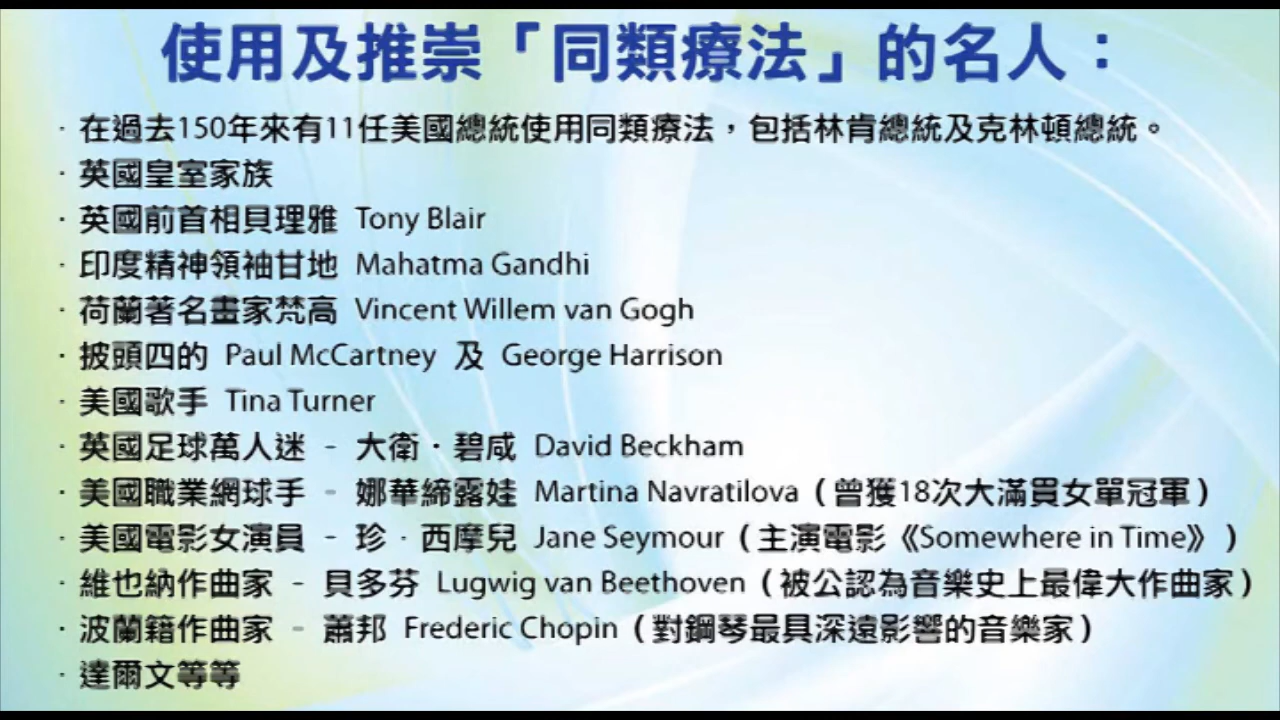 使用及推崇「同類療法」的名人：
· 在過去150年來有11任美國總統使用同類療法，包括林肯總統及克林頓總統。
· 英國皇室家族
· 英國前首相貝理雅 Tony Blair
· 印度精神領袖甘地 Mahatma Gandhi
· 荷蘭著名畫家梵高 Vincent Willem van Gogh
· 披頭四的 Paul McCartney 及 George Harrison
· 美國歌手 Tina Turner
· 英國足球萬人迷 - 大衛·碧咸 David Beckham
· 美國職業網球手 - 娜華締露娃 Martina Navratilova（曾獲18次大滿貫女單冠軍）
· 美國電影女演員 - 珍·西摩兒 Jane Seymour（主演電影《Somewhere in Time》）
· 維也納作曲家 - 貝多芬 Lugwig van Beethoven（被公認為音樂史上最偉大作曲家）
· 波蘭籍作曲家 - 蕭邦 Frederic Chopin（對鋼琴最具深遠影響的音樂家）
· 達爾文等等